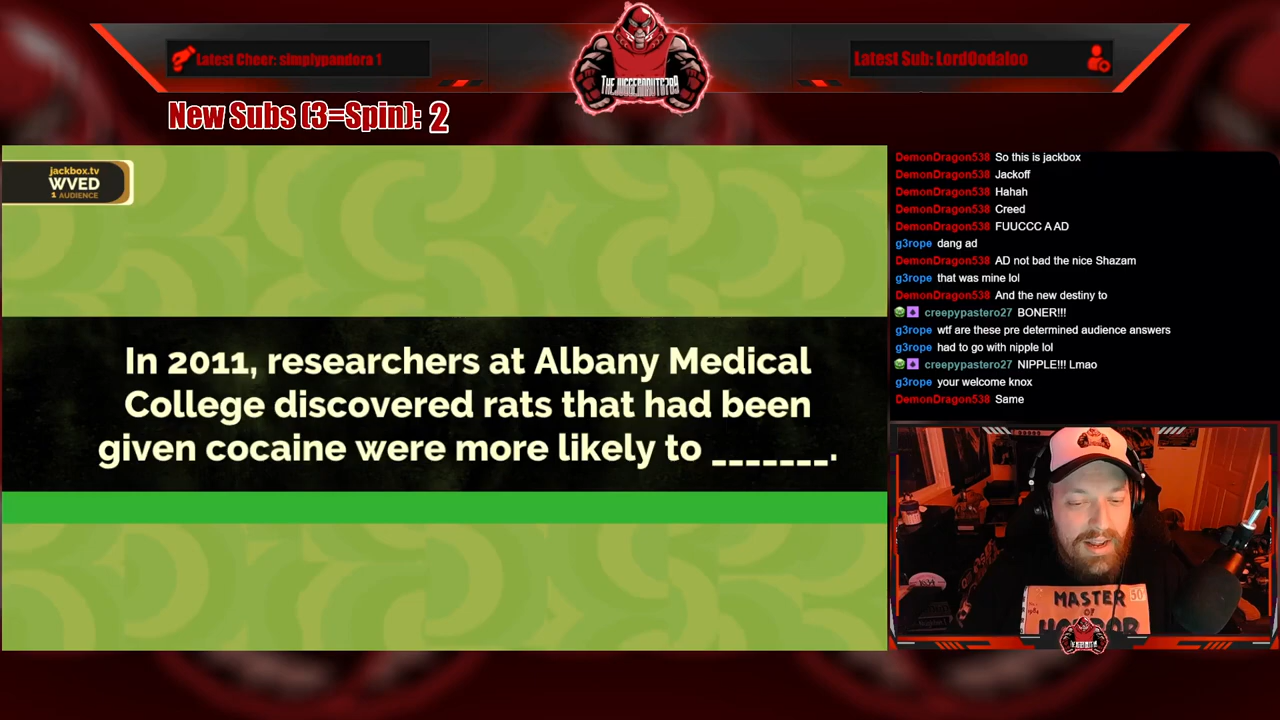 Latest Cheer: simplypandora 1
THEJUGGERNAUT6789
Latest Sub: LordOodaloo
New Subs (3=Spin): 2
jackbox.tv
WVED
1 AUDIENCE
In 2011, researchers at Albany Medical
College discovered rats that had been
given cocaine were more likely to _______.
DemonDragon538 So this is jackbox
DemonDragon538 Jackoff
DemonDragon538 Hahah
DemonDragon538 Creed
DemonDragon538 FUUCCC A AD
g3rope dang ad
DemonDragon538 AD not bad the nice Shazam
g3rope that was mine lol
DemonDragon538 And the new destiny to
creepypastero27 BONER!!!
g3rope wtf are these pre determined audience answers
g3rope had to go with nipple lol
creepypastero27 NIPPLE!!! Lmao
g3rope your welcome knox
DemonDragon538 Same
MASTER
OF
HORROR
50¢